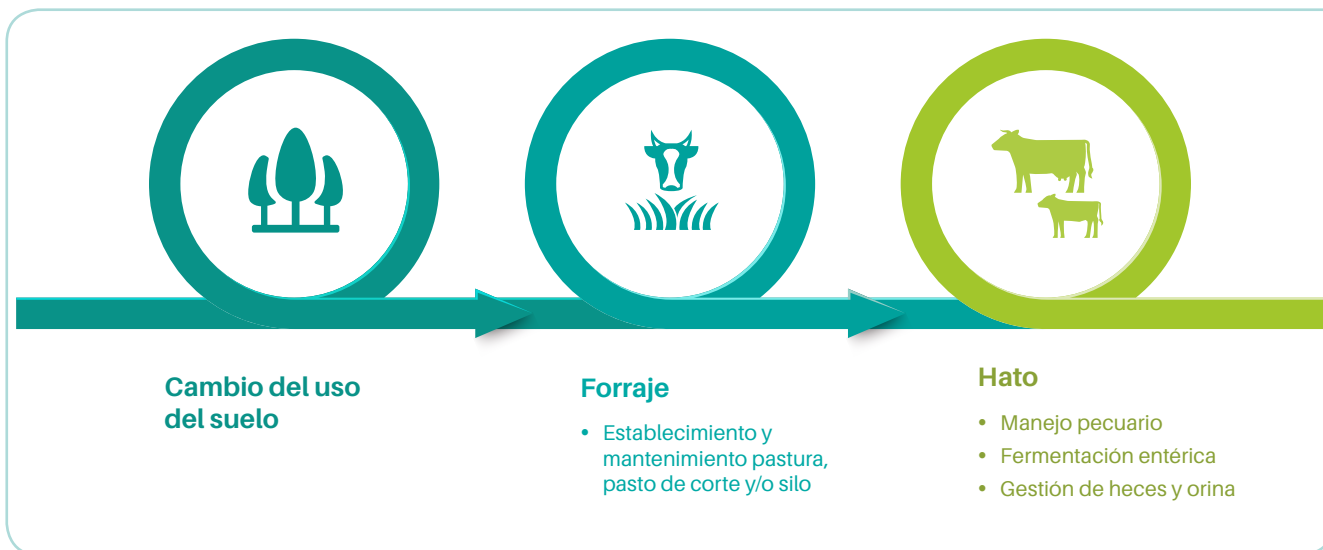 Cambio del uso
del suelo
Forraje
• Establecimiento y
mantenimiento pastura,
pasto de corte y/o silo
Hato
• Manejo pecuario
• Fermentación entérica
• Gestión de heces y orina